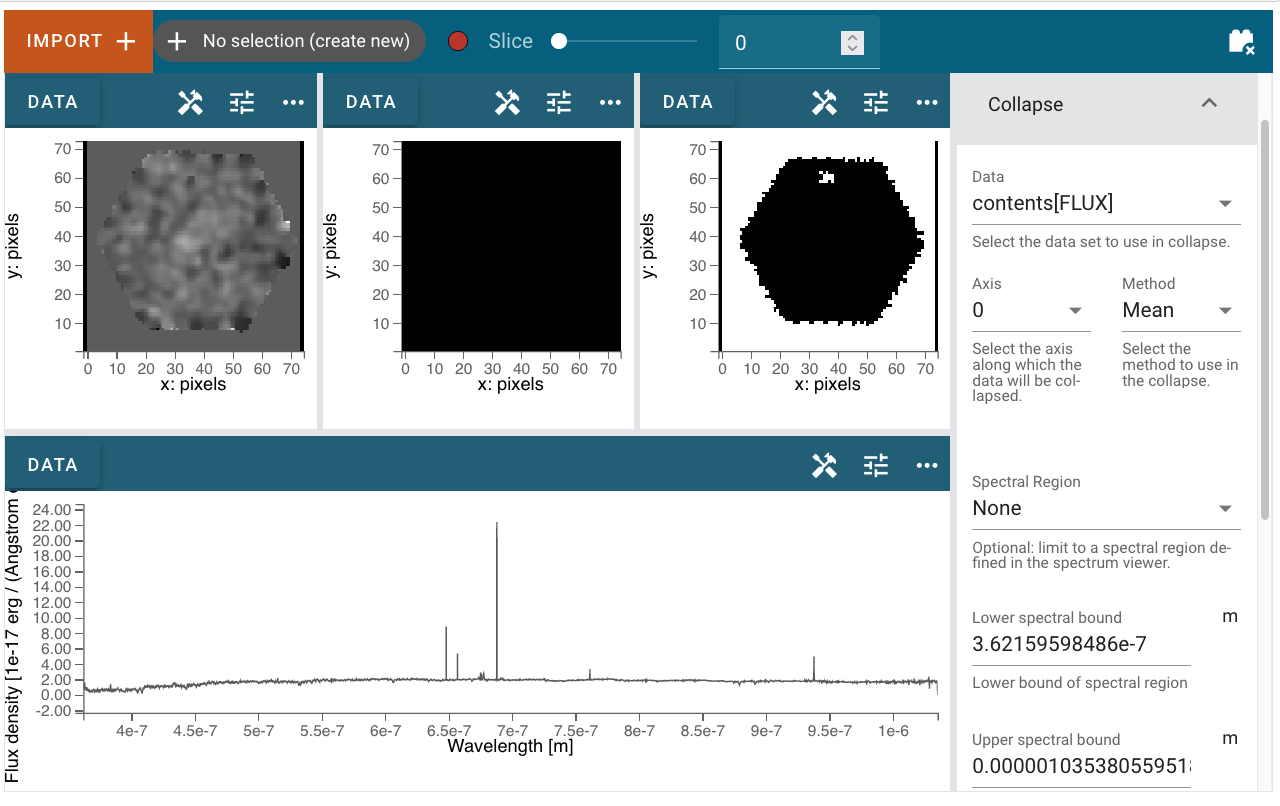 IMPORT
No selection (create new)
Slice
0
DATA
DATA
DATA
70
60
50
40
30
20
10
y: pixels
0 10 20 30 40 50 60 70
x: pixels
70
60
50
40
30
20
10
y: pixels
0 10 20 30 40 50 60 70
x: pixels
70
60
50
40
30
20
10
y: pixels
0 10 20 30 40 50 60 70
x: pixels
DATA
24.00
22.00
20.00
18.00
16.00
14.00
12.00
10.00
8.00
6.00
4.00
2.00
0.00
-2.00
Flux density [1e-17 erg / (Angstrom
4e-7 4.5e-7 5e-7 5.5e-7 6e-7 6.5e-7 7e-7 7.5e-7 8e-7 8.5e-7 9e-7 9.5e-7 1e-6
Wavelength [m]
Collapse
Data
contents[FLUX]
Select the data set to use in collapse.
Axis
0
Select the axis
along which the
data will be col-
lapsed.
Method
Mean
Select the
method to use in
the collapse.
Spectral Region
None
Optional: limit to a spectral region de-
fined in the spectrum viewer.
Lower spectral bound
3.62159598486e-7
m
Lower bound of spectral region
Upper spectral bound
0.000001035380559518
m